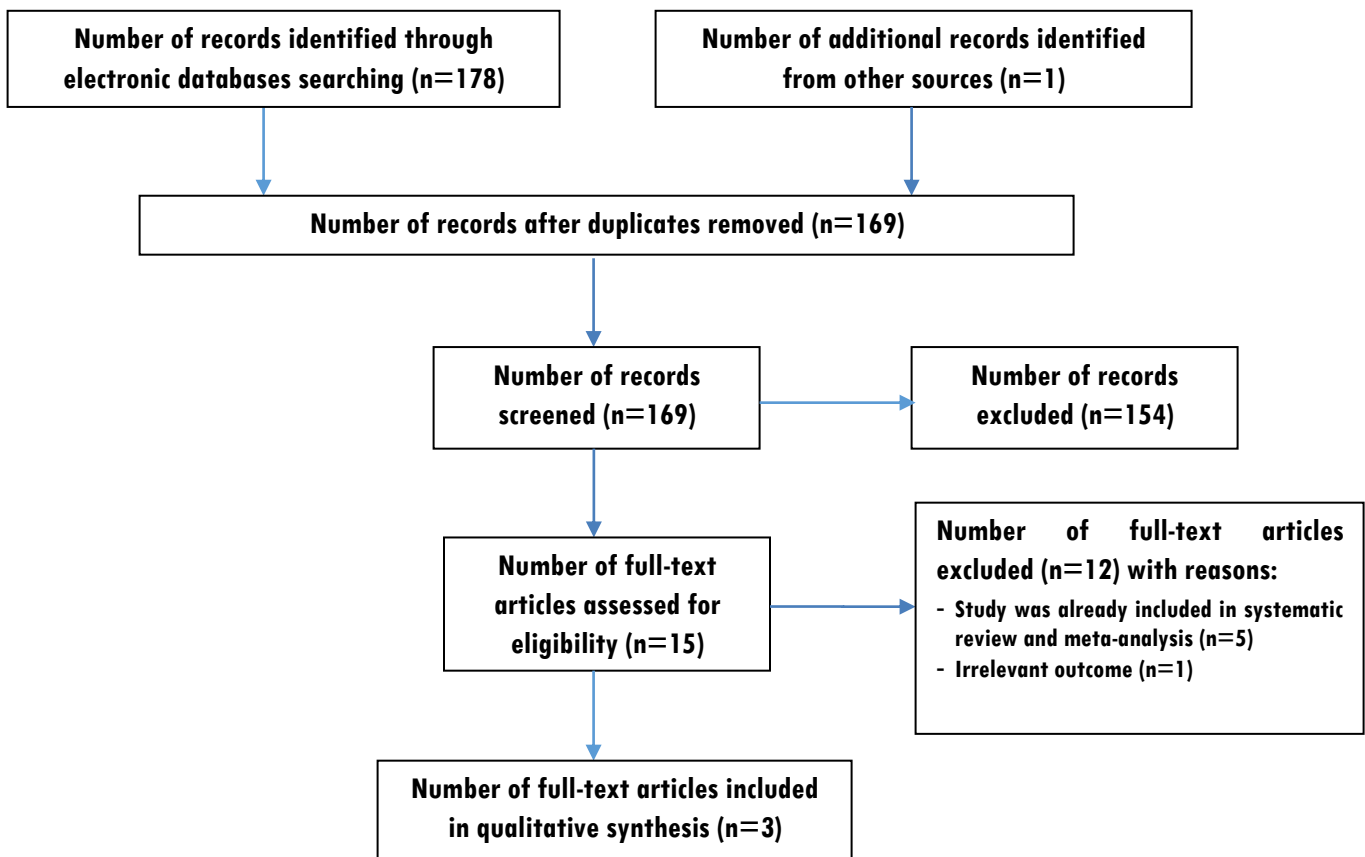 Number of records identified through
electronic databases searching (n=178)
Number of additional records identified
from other sources (n=1)
Number of records after duplicates removed (n=169)
Number of records
screened (n=169)
Number of records
excluded (n=154)
Number of full-text
articles assessed for
eligibility (n=15)
Number of full-text articles
excluded (n=12) with reasons:
- Study was already included in systematic
review and meta-analysis (n=5)
- Irrelevant outcome (n=1)
Number of full-text articles included
in qualitative synthesis (n=3)